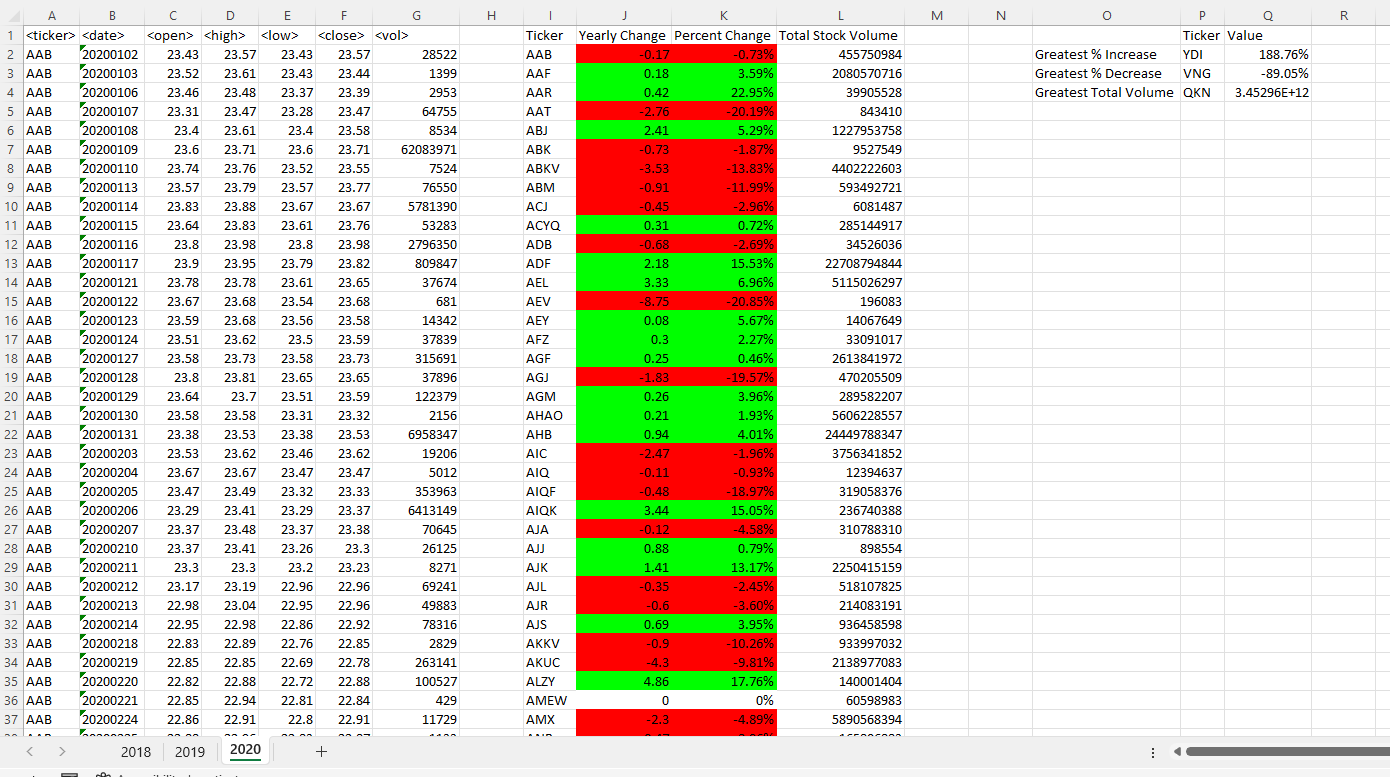 A B C D E F G H I J K L M N O P Q R
1 <ticker> <date> <open> <high> <low> <close> <vol> Ticker Yearly Change Percent Change Total Stock Volume Ticker Value
2 AAB 20200102 23.43 23.57 23.43 23.57 28522 AAB -0.17 -0.73% 455750984 Greatest % Increase YDI 188.76%
3 AAB 20200103 23.52 23.61 23.43 23.44 1399 AAF 0.18 3.59% 2080570716 Greatest % Decrease VNG -89.05%
4 AAB 20200106 23.46 23.48 23.37 23.39 2953 AAR 0.42 22.95% 39905528 Greatest Total Volume QKN 3.45296E+12
5 AAB 20200107 23.31 23.47 23.28 23.47 64755 AAT -2.76 -20.19% 843410
6 AAB 20200108 23.4 23.61 23.4 23.58 8534 ABJ 2.41 5.29% 1227953758
7 AAB 20200109 23.6 23.71 23.6 23.71 62083971 ABK -0.73 -1.87% 9527549
8 AAB 20200110 23.74 23.76 23.52 23.55 7524 ABKV -3.53 -13.83% 4402222603
9 AAB 20200113 23.57 23.79 23.57 23.77 76550 ABM -0.91 -11.99% 593492721
10 AAB 20200114 23.83 23.88 23.67 23.67 5781390 ACJ -0.45 -2.96% 6081487
11 AAB 20200115 23.64 23.83 23.61 23.76 53283 ACYQ 0.31 0.72% 285144917
12 AAB 20200116 23.8 23.98 23.8 23.98 2796350 ADB -0.68 -2.69% 34526036
13 AAB 20200117 23.9 23.95 23.79 23.82 809847 ADF 2.18 15.53% 22708794844
14 AAB 20200121 23.78 23.78 23.61 23.65 37674 AEL 3.33 6.96% 5115026297
15 AAB 20200122 23.67 23.68 23.54 23.68 681 AEV -8.75 -20.85% 196083
16 AAB 20200123 23.59 23.68 23.56 23.58 14342 AEY 0.08 5.67% 14067649
17 AAB 20200124 23.51 23.62 23.5 23.59 37839 AFZ 0.3 2.27% 33091017
18 AAB 20200127 23.58 23.73 23.58 23.73 315691 AGF 0.25 0.46% 2613841972
19 AAB 20200128 23.8 23.81 23.65 23.65 37896 AGJ -1.83 -19.57% 470205509
20 AAB 20200129 23.64 23.7 23.51 23.59 122379 AGM 0.26 3.96% 289582207
21 AAB 20200130 23.58 23.58 23.31 23.32 2156 AHAO 0.21 1.93% 5606228557
22 AAB 20200131 23.38 23.53 23.38 23.53 6958347 AHB 0.94 4.01% 24449788347
23 AAB 20200203 23.53 23.62 23.46 23.62 19206 AIC -2.47 -1.96% 3756341852
24 AAB 20200204 23.67 23.67 23.47 23.47 5012 AIQ -0.11 -0.93% 12394637
25 AAB 20200205 23.47 23.49 23.32 23.33 353963 AIQF -0.48 -18.97% 319058376
26 AAB 20200206 23.29 23.41 23.29 23.37 6413149 AIQK 3.44 15.05% 236740388
27 AAB 20200207 23.37 23.48 23.37 23.38 70645 AJA -0.12 -4.58% 310788310
28 AAB 20200210 23.37 23.41 23.26 23.3 26125 AJJ 0.88 0.79% 898554
29 AAB 20200211 23.3 23.3 23.2 23.23 8271 AJK 1.41 13.17% 2250415159
30 AAB 20200212 23.17 23.19 22.96 22.96 69241 AJL -0.35 -2.45% 518107825
31 AAB 20200213 22.98 23.04 22.95 22.96 49883 AJR -0.6 -3.60% 214083191
32 AAB 20200214 22.95 22.98 22.86 22.92 78316 AJS 0.69 3.95% 936458598
33 AAB 20200218 22.83 22.89 22.76 22.85 2829 AKKV -0.9 -10.26% 933997032
34 AAB 20200219 22.85 22.85 22.69 22.78 263141 AKUC -4.3 -9.81% 2138977083
35 AAB 20200220 22.82 22.88 22.72 22.88 100527 ALZY 4.86 17.76% 140001404
36 AAB 20200221 22.85 22.94 22.81 22.84 429 AMEW 0 0% 60598983
37 AAB 20200224 22.86 22.91 22.8 22.91 11729 AMX -2.3 -4.89% 5890568394
2018 2019 2020